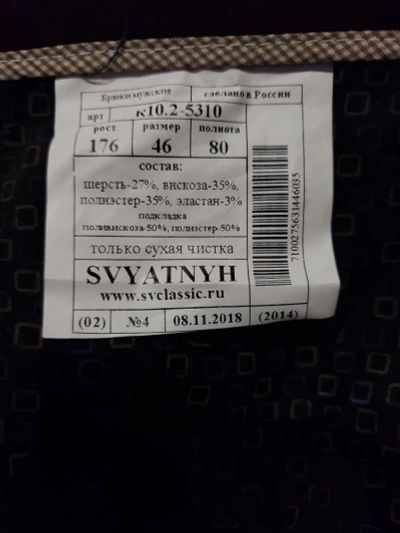 Брюки мужские сделано в России
арт к10.2-5310
рост размер полнота
176 46 80
состав:
шерсть-27%, вискоза-35%,
полиэстер-35%, эластан-3%
подкладка
поливискоза-50%, полиэстер-50%
только сухая чистка
SVYATNYH
www.svclassic.ru
(02) №4 08.11.2018 (2014)
7100275631446035